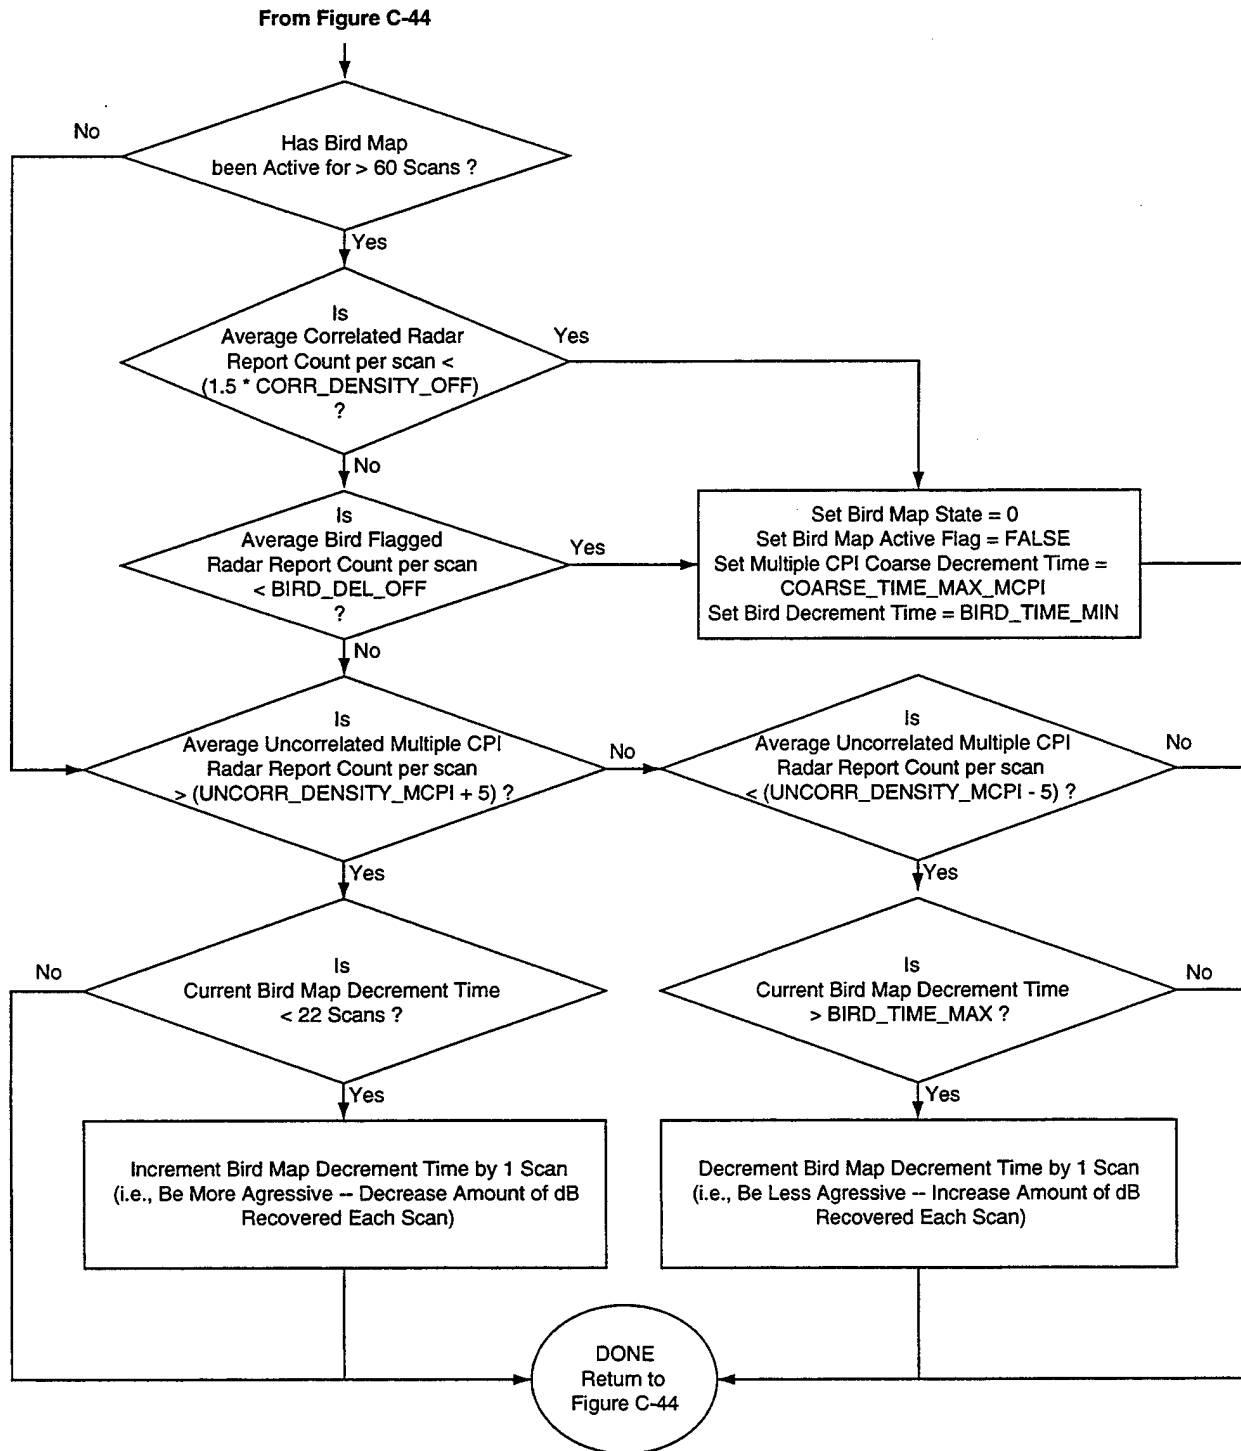 From Figure C-44
No
Has Bird Map
been Active for > 60 Scans ?
Yes
Is
Average Correlated Radar
Report Count per scan <
(1.5 * CORR_DENSITY_OFF)
?
Yes
No
Is
Average Bird Flagged
Radar Report Count per scan
< BIRD_DEL_OFF
?
Yes
Set Bird Map State = 0
Set Bird Map Active Flag = FALSE
Set Multiple CPI Coarse Decrement Time =
COARSE_TIME_MAX_MCPI
Set Bird Decrement Time = BIRD_TIME_MIN
No
Is
Average Uncorrelated Multiple CPI
Radar Report Count per scan
> (UNCORR_DENSITY_MCPI + 5) ?
No
Is
Average Uncorrelated Multiple CPI
Radar Report Count per scan
< (UNCORR_DENSITY_MCPI - 5) ?
No
Yes
Yes
No
Is
Current Bird Map Decrement Time
< 22 Scans ?
Is
Current Bird Map Decrement Time
> BIRD_TIME_MAX ?
No
Yes
Yes
Increment Bird Map Decrement Time by 1 Scan
(i.e., Be More Agressive -- Decrease Amount of dB
Recovered Each Scan)
Decrement Bird Map Decrement Time by 1 Scan
(i.e., Be Less Agressive -- Increase Amount of dB
Recovered Each Scan)
DONE
Return to
Figure C-44